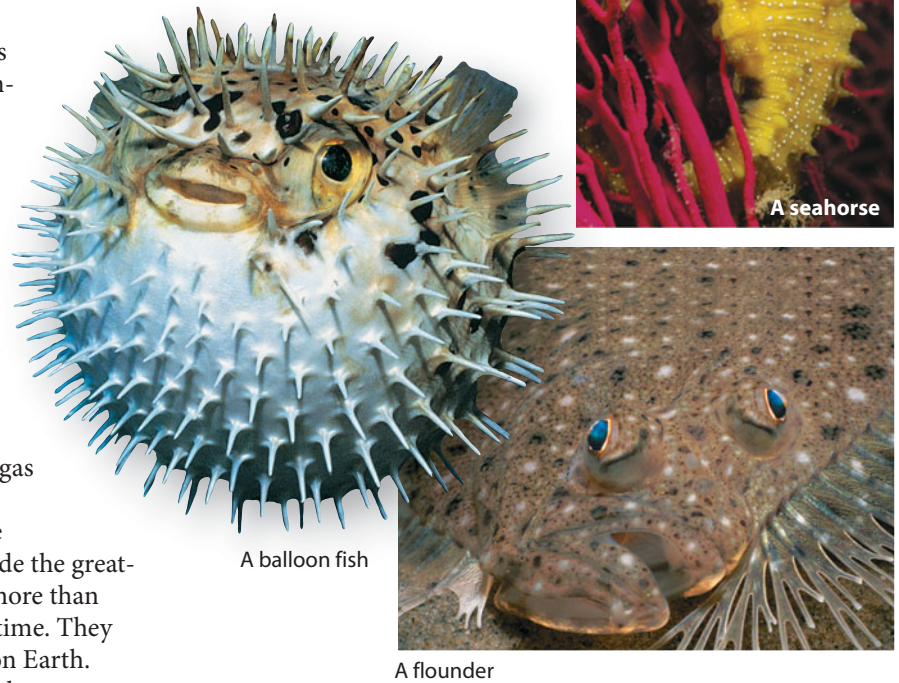 s
n-
gas
e
de the great-
more than
time. They
on Earth.
A seahorse
A balloon fish
A flounder